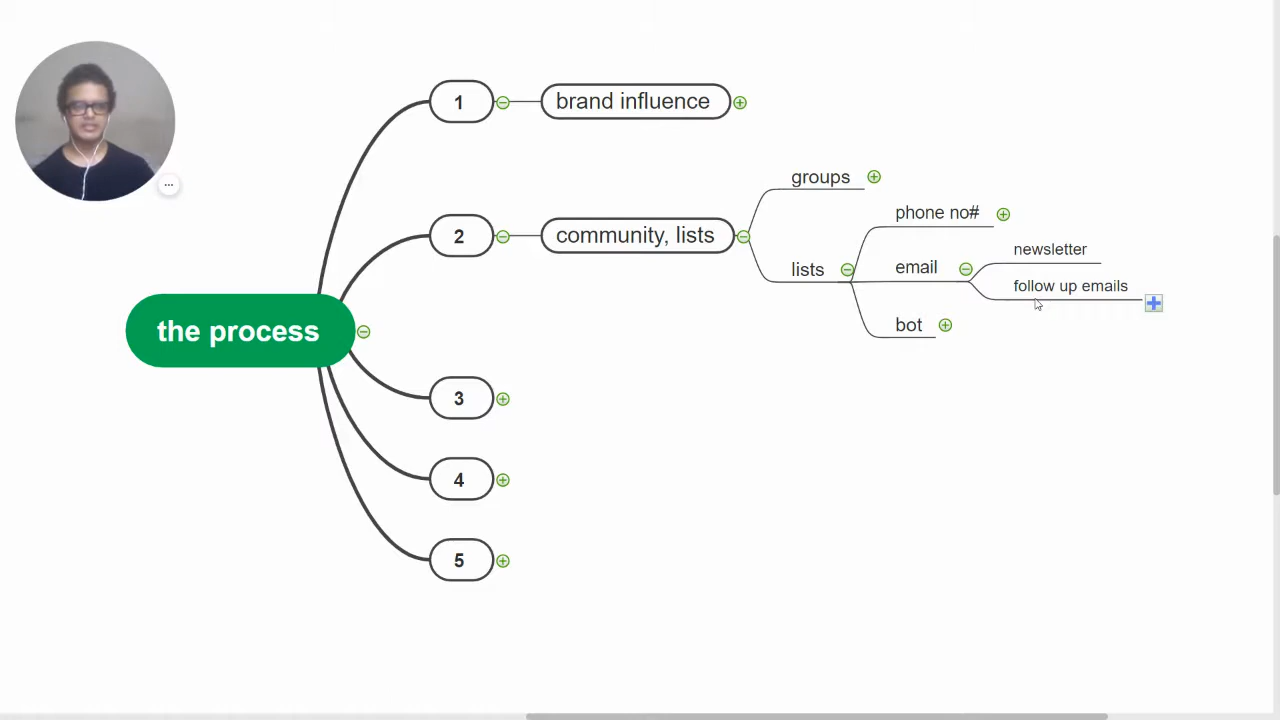 the process
1
brand influence
2
community, lists
groups
lists
phone no#
email
newsletter
follow up emails
bot
3
4
5